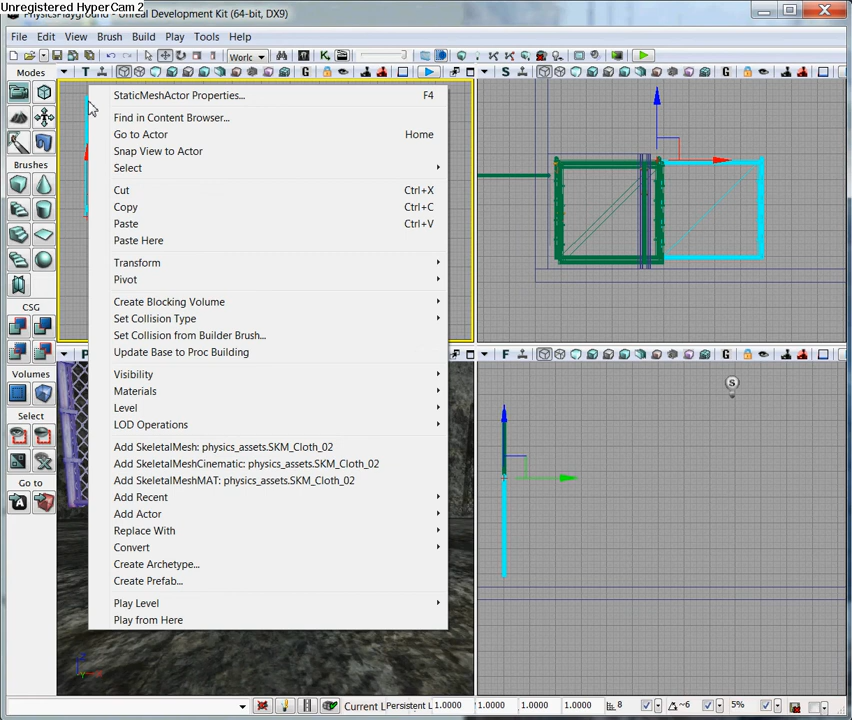 Unregistered HyperCam 2
PhysicsPlayground - Unreal Development Kit (64-bit, DX9)
File Edit View Brush Build Play Tools Help
World
Modes
T
G
S
G
StaticMeshActor Properties... F4
Find in Content Browser...
Go to Actor Home
Snap View to Actor
Select
Brushes
Cut Ctrl+X
Copy Ctrl+C
Paste Ctrl+V
Paste Here
Transform
Pivot
Create Blocking Volume
CSG
Set Collision Type
Set Collision from Builder Brush...
Update Base to Proc Building
P
F
G
Visibility
Volumes
Materials
S
Level
Select
LOD Operations
Add SkeletalMesh: physics_assets.SKM_Cloth_02
Add SkeletalMeshCinematic: physics_assets.SKM_Cloth_02
Add SkeletalMeshMAT: physics_assets.SKM_Cloth_02
Go to
Add Recent
Add Actor
Replace With
Convert
Create Archetype...
Create Prefab...
Play Level
Play from Here
Current L Persistent L 1.0000 1.0000 1.0000 1.0000 8 ~6 5%